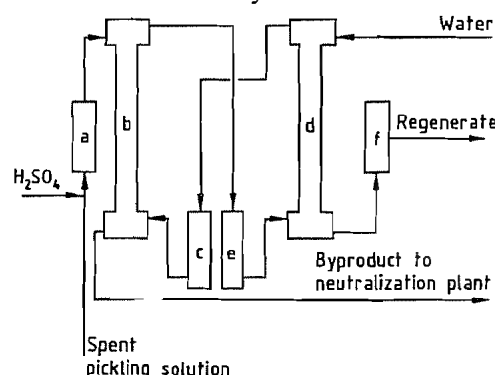 Water
b
d
a
f
Regenerate
H₂SO₄
c
e
Byproduct to
neutralization plant
Spent
pickling solution